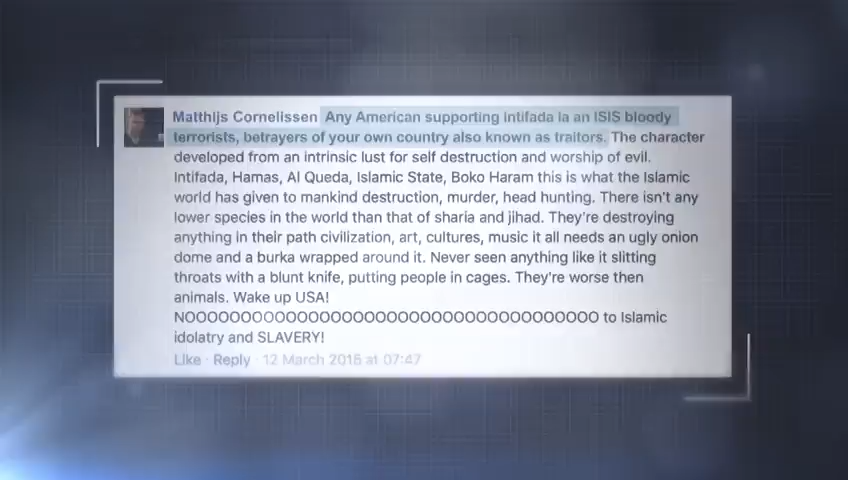 Matthijs Cornelissen Any American supporting intifada ia an ISIS bloody
terrorists, betrayers of your own country also known as traitors. The character
developed from an intrinsic lust for self destruction and worship of evil.
Intifada, Hamas, Al Queda, Islamic State, Boko Haram this is what the Islamic
world has given to mankind destruction, murder, head hunting. There isn't any
lower species in the world than that of sharia and jihad. They're destroying
anything in their path civilization, art, cultures, music it all needs an ugly onion
dome and a burka wrapped around it. Never seen anything like it slitting
throats with a blunt knife, putting people in cages. They're worse then
animals. Wake up USA!
NOOOOOOOOOOOOOOOOOOOOOOOOOOOOOOOOOOOOO to Islamic
idolatry and SLAVERY!
Like · Reply · 12 March 2015 at 07:47